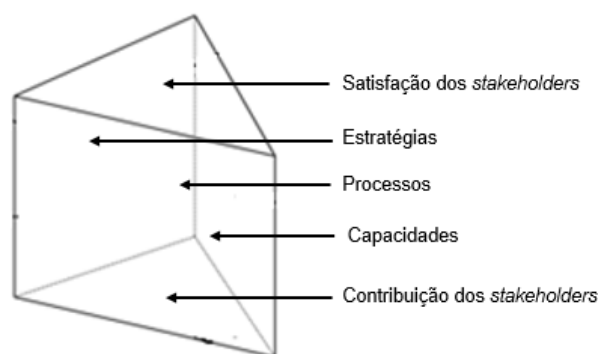 Satisfação dos stakeholders
Estratégias
Processos
Capacidades
Contribuição dos stakeholders